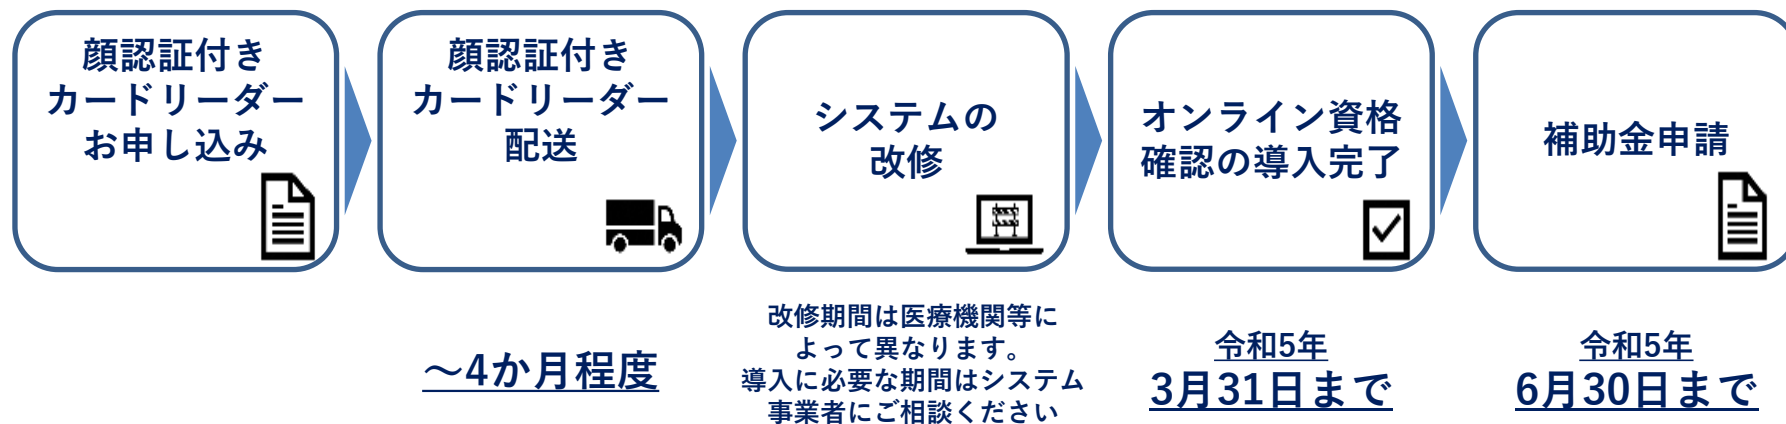 顔認証付き
カードリーダー
お申し込み
顔認証付き
カードリーダー
配送
システムの
改修
オンライン資格
確認の導入完了
補助金申請
～4か月程度
改修期間は医療機関等に
よって異なります。
導入に必要な期間はシステム
事業者にご相談ください
令和5年
3月31日まで
令和5年
6月30日まで